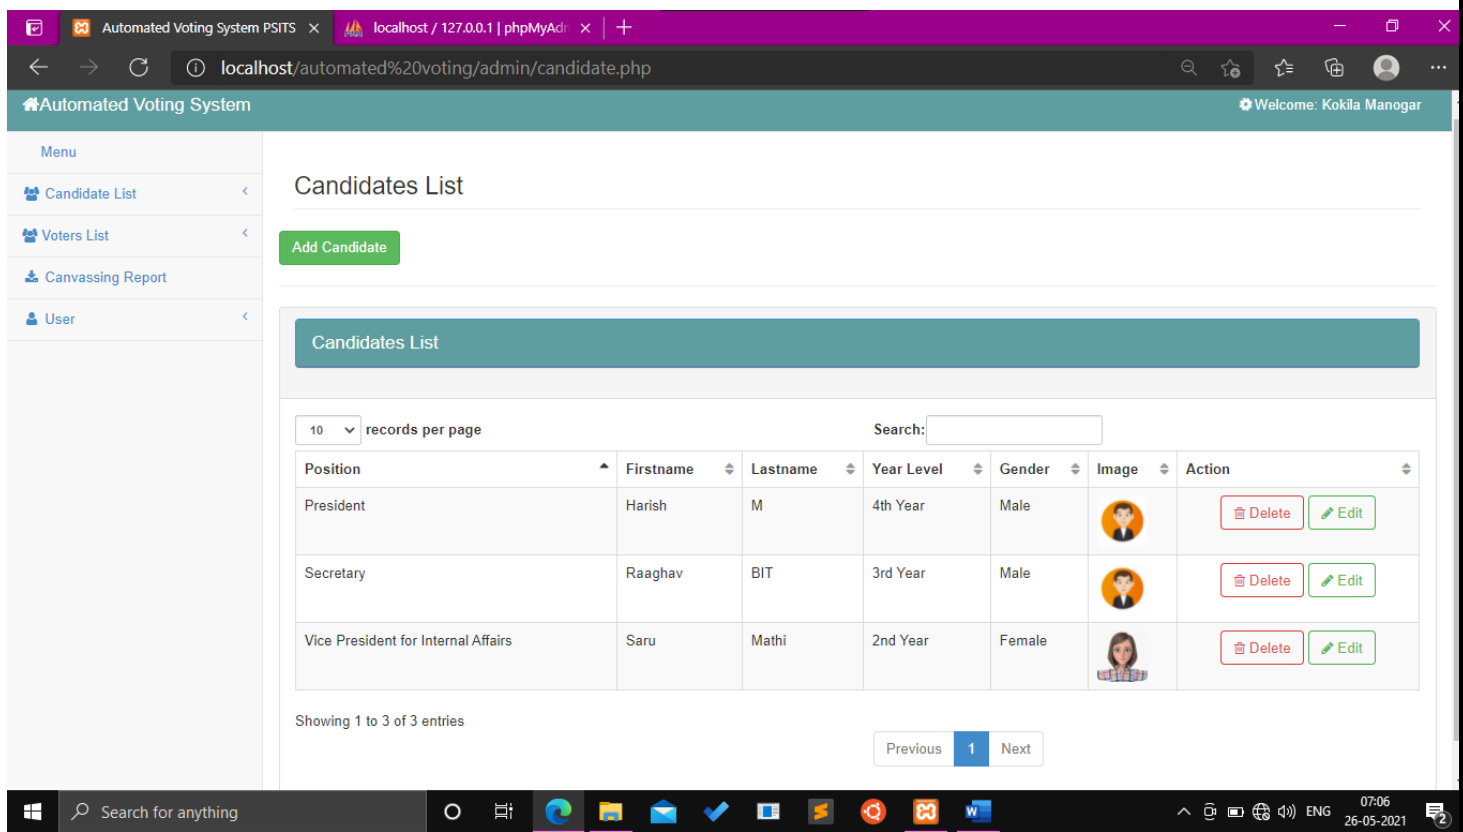 Automated Voting System PSITS
localhost / 127.0.0.1 | phpMyAdm
localhost/automated%20voting/admin/candidate.php
Automated Voting System
Welcome: Kokila Manogar
Menu
Candidate List
Voters List
Canvassing Report
User
Candidates List
Add Candidate
Candidates List
10 records per page
Search:
Position Firstname Lastname Year Level Gender Image Action
President Harish M 4th Year Male Delete Edit
Secretary Raaghav BIT 3rd Year Male Delete Edit
Vice President for Internal Affairs Saru Mathi 2nd Year Female Delete Edit
Showing 1 to 3 of 3 entries
Previous 1 Next
Search for anything
ENG
07:06
26-05-2021
2